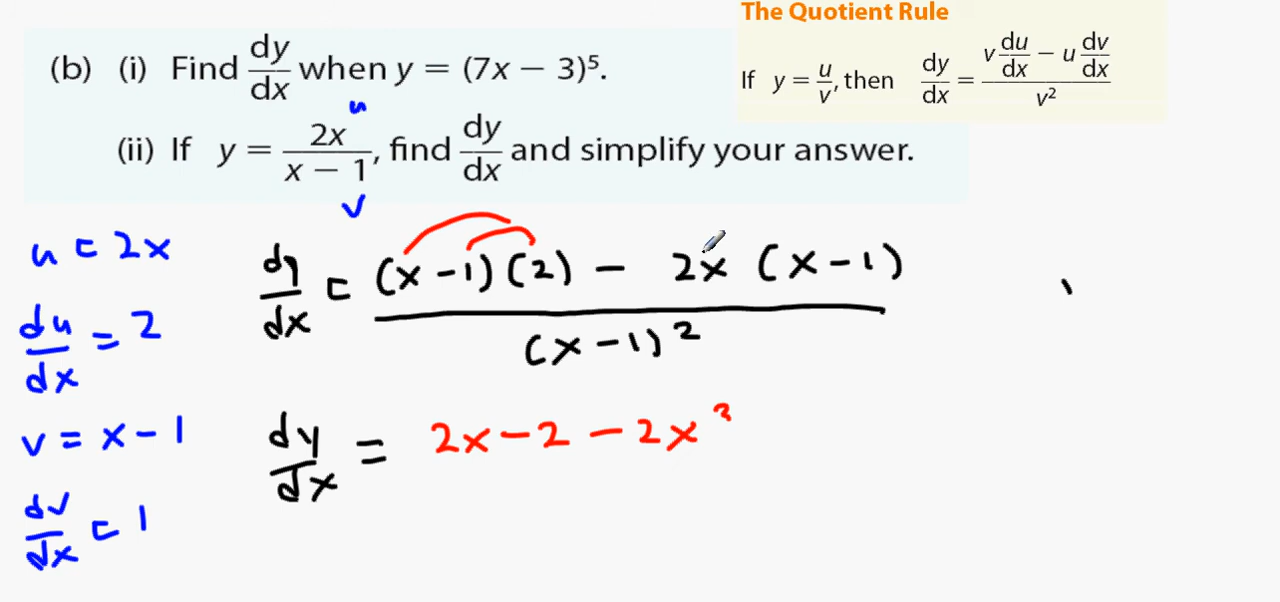 The Quotient Rule
If y = u/v, then dy/dx = (v du/dx − u dv/dx)/v²
(b) (i) Find dy/dx when y = (7x − 3)⁵.
u
(ii) If y = 2x/(x − 1), find dy/dx and simplify your answer.
v
u = 2x
dy/dx = ((x − 1)(2) − 2x (x − 1))/(x − 1)²
du/dx = 2
v = x − 1
dy/dx = 2x − 2 − 2x
dv/dx = 1